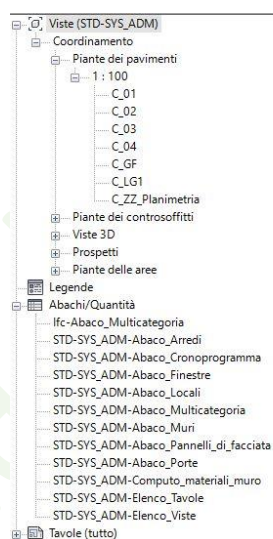 Viste (STD-SYS_ADM)
Coordinamento
Piante dei pavimenti
1 : 100
C_01
C_02
C_03
C_04
C_GF
C_LG1
C_ZZ_Planimetria
Piante dei controsoffitti
Viste 3D
Prospetti
Piante delle aree
Legende
Abachi/Quantità
Ifc-Abaco_Multicategoria
STD-SYS_ADM-Abaco_Arredi
STD-SYS_ADM-Abaco_Cronoprogramma
STD-SYS_ADM-Abaco_Finestre
STD-SYS_ADM-Abaco_Locali
STD-SYS_ADM-Abaco_Multicategoria
STD-SYS_ADM-Abaco_Muri
STD-SYS_ADM-Abaco_Pannelli_di_facciata
STD-SYS_ADM-Abaco_Porte
STD-SYS_ADM-Computo_materiali_muro
STD-SYS_ADM-Elenco_Tavole
STD-SYS_ADM-Elenco_Viste
Tavole (tutto)